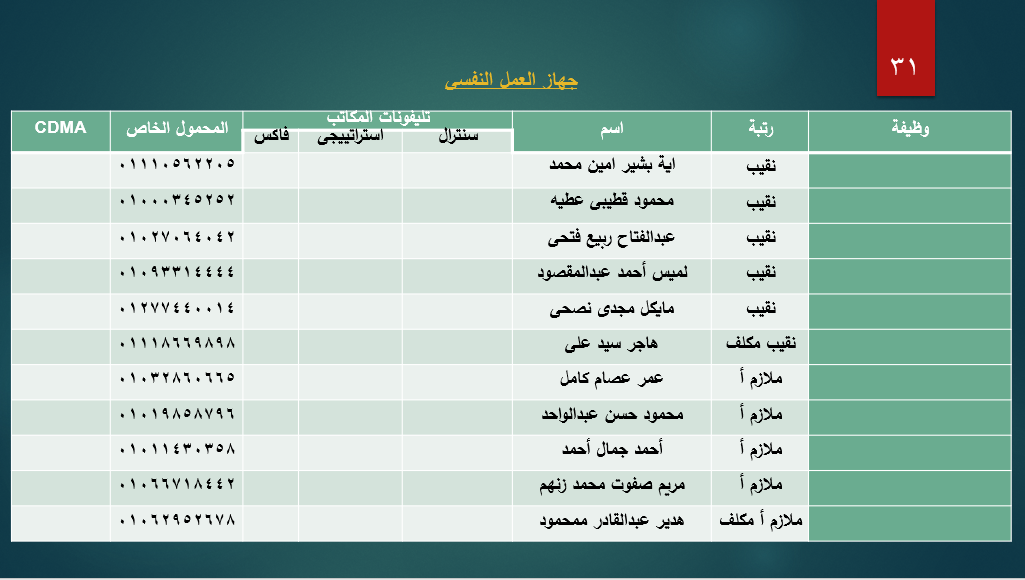 ٣١
جهاز العمل النفسى
وظيفة رتبة اسم تليفونات المكاتب المحمول الخاص CDMA
سنترال استراتييجى فاكس
نقيب اية بشير امين محمد ٠١١١٠٥٦٢٢٠٥
نقيب محمود قطيبى عطيه ٠١٠٠٠٣٤٥٢٥٢
نقيب عبدالفتاح ربيع فتحى ٠١٠٢٧٠٦٤٠٤٢
نقيب لميس أحمد عبدالمقصود ٠١٠٩٣٣١٤٤٤٤
نقيب مايكل مجدى نصحى ٠١٢٧٧٤٤٠٠١٤
نقيب مكلف هاجر سيد على ٠١١١٨٦٦٩٨٩٨
ملازم أ عمر عصام كامل ٠١٠٣٢٨٦٠٦٦٥
ملازم أ محمود حسن عبدالواحد ٠١٠١٩٨٥٨٧٩٦
ملازم أ أحمد جمال أحمد ٠١٠١١٤٣٠٣٥٨
ملازم أ مريم صفوت محمد زنهم ٠١٠٦٦٧١٨٤٤٢
ملازم أ مكلف هدير عبدالقادر ممحمود ٠١٠٦٢٩٥٢٦٧٨